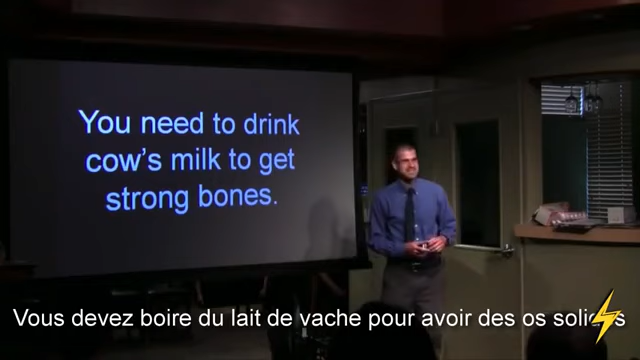 You need to drink
cow's milk to get
strong bones.
Vous devez boire du lait de vache pour avoir des os